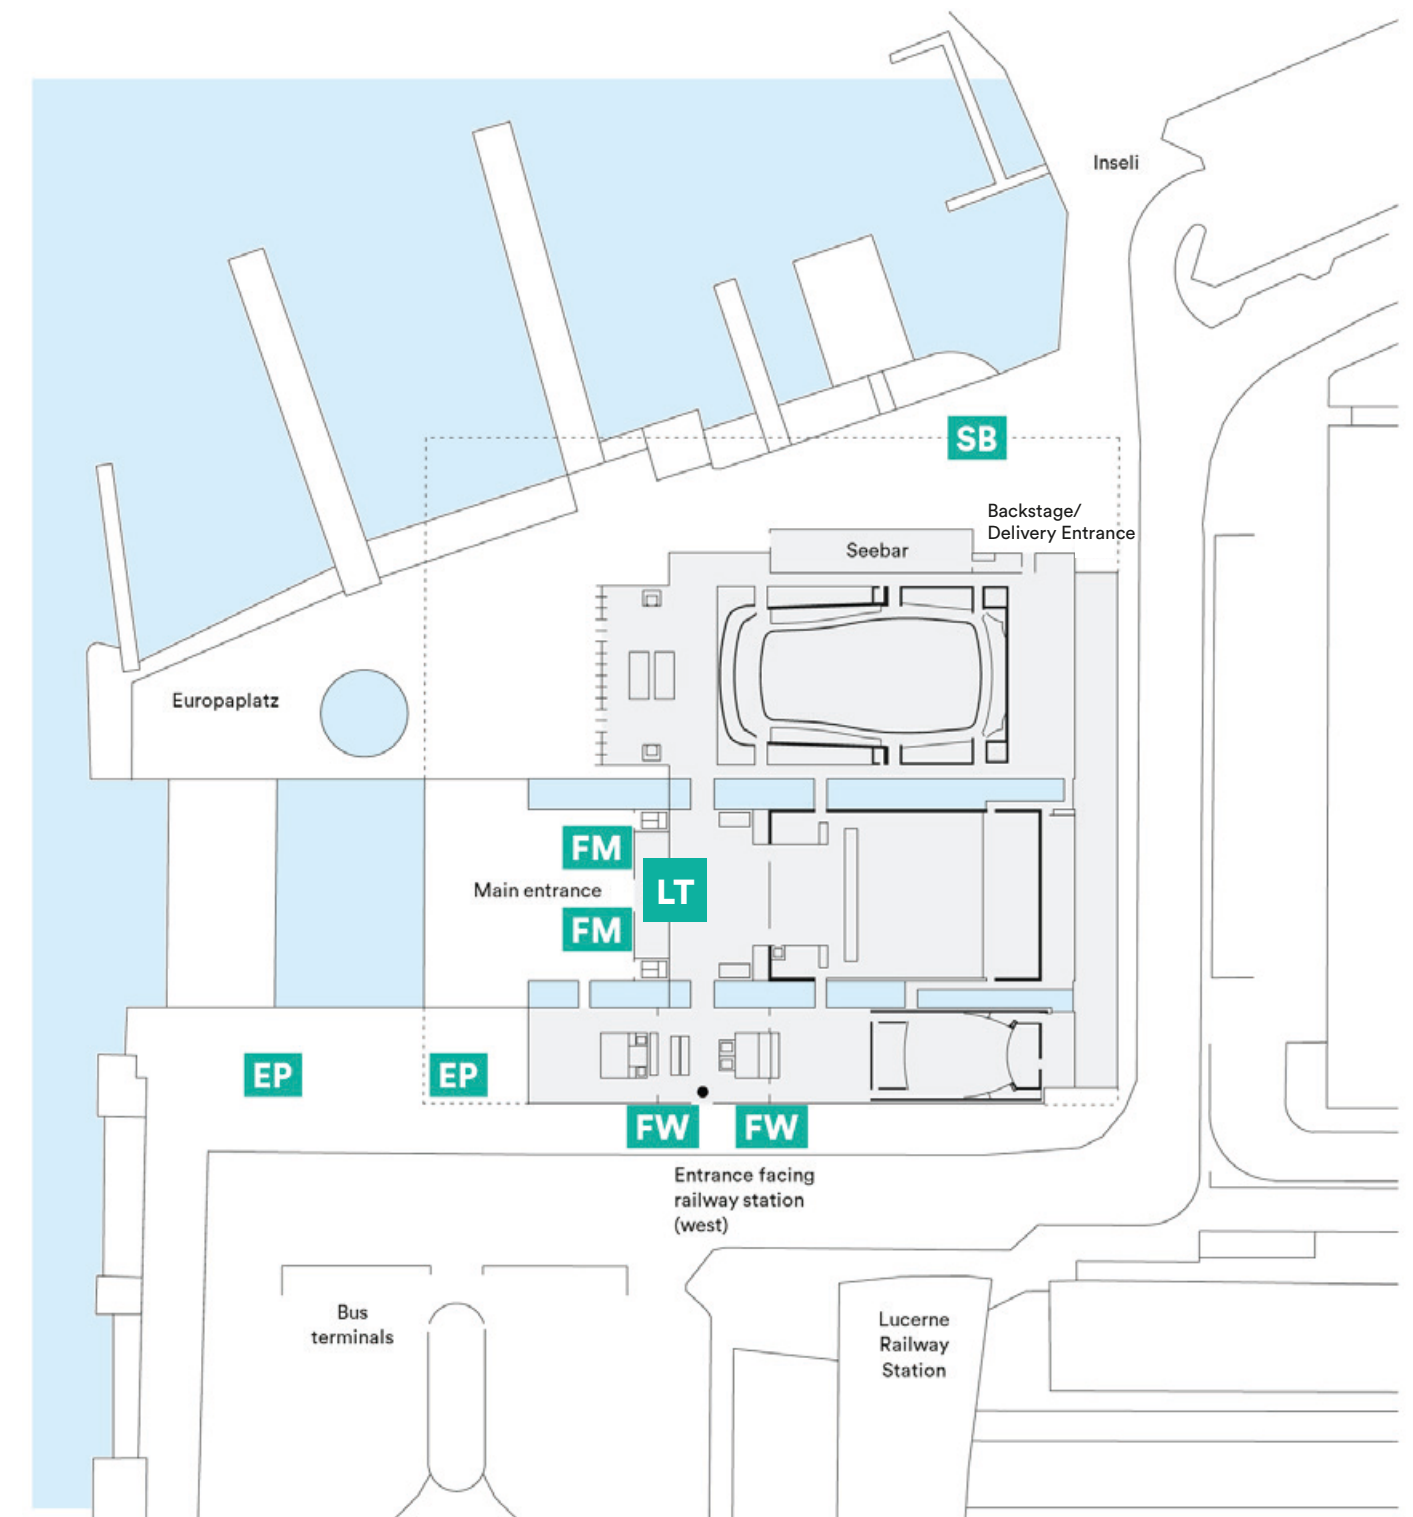 Inseli
SB
Backstage/
Delivery Entrance
Seebar
Europaplatz
FM
Main entrance
LT
FM
EP
EP
FW
FW
Entrance facing
railway station
(west)
Bus
terminals
Lucerne
Railway
Station